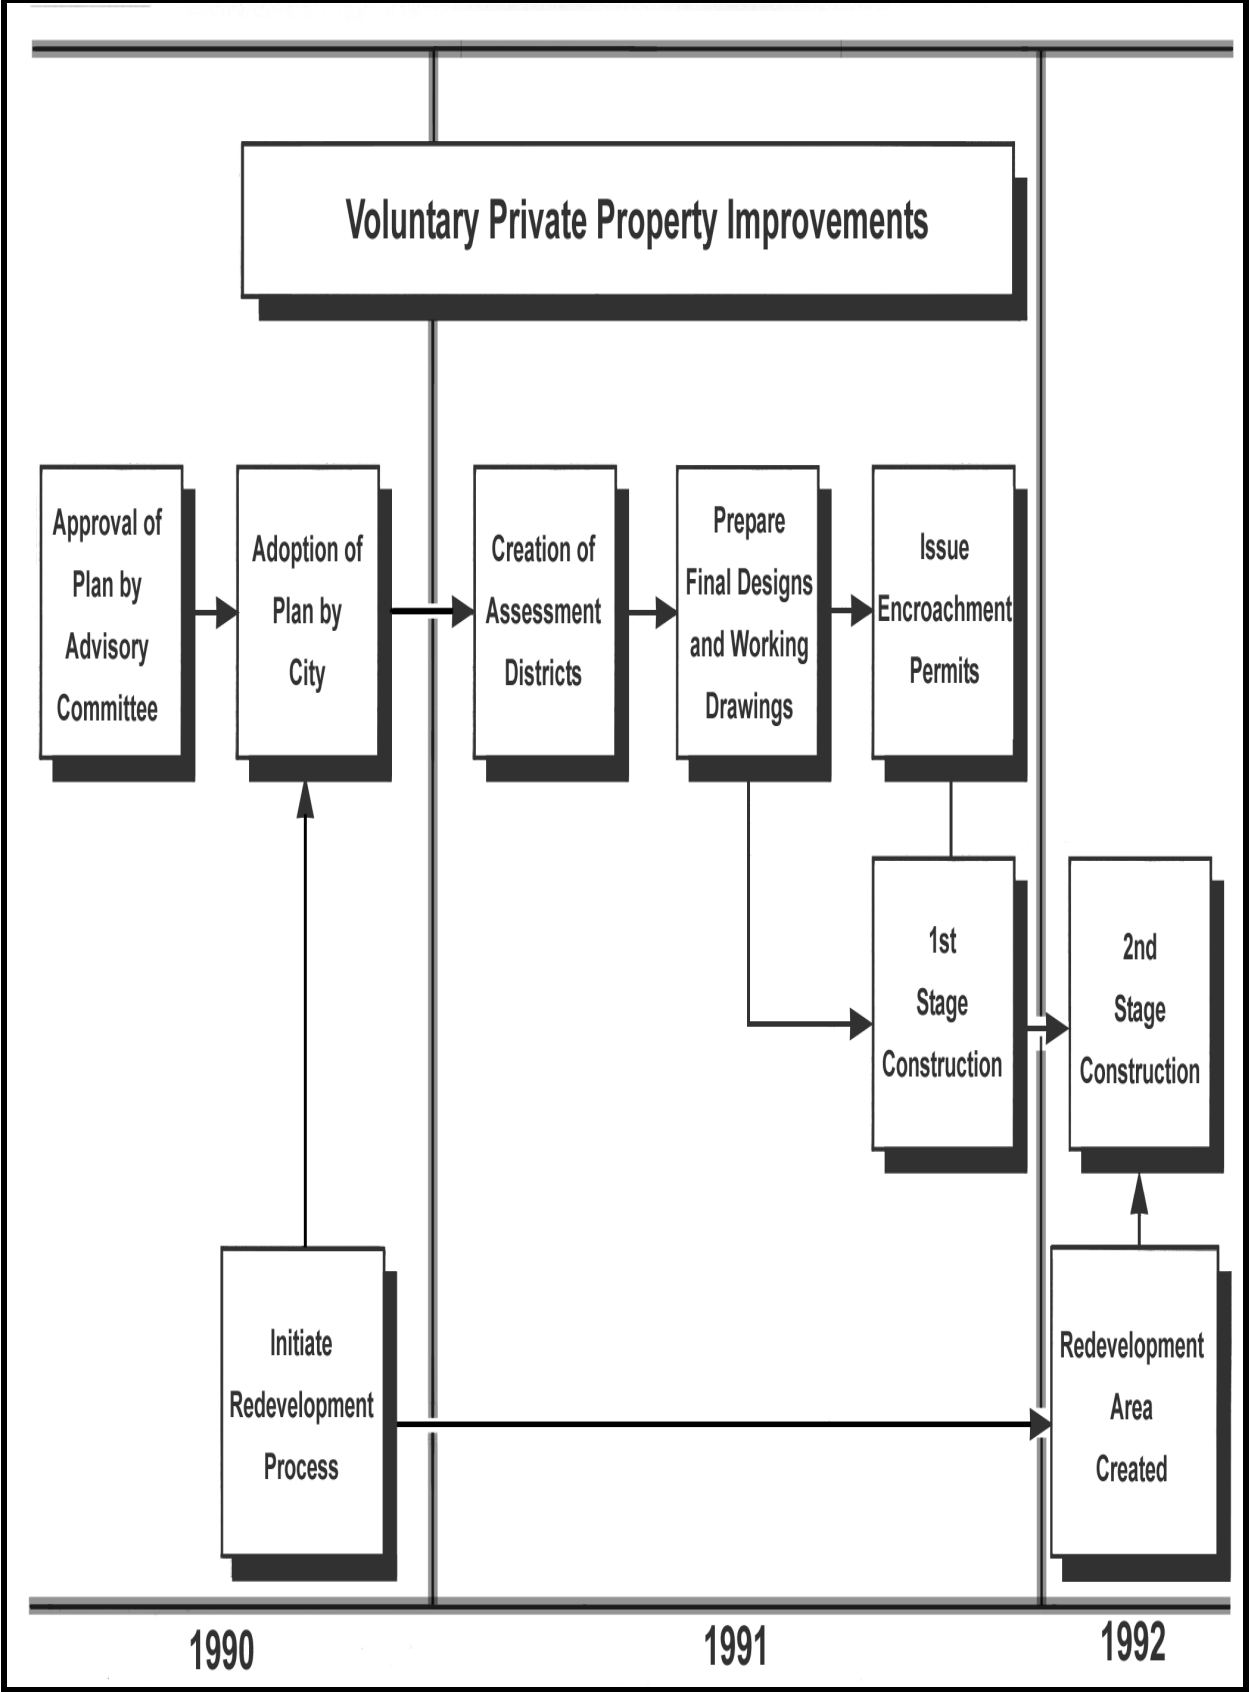 Voluntary Private Property Improvements
Approval of
Plan by
Advisory
Committee
Adoption of
Plan by
City
Creation of
Assessment
Districts
Prepare
Final Designs
and Working
Drawings
Issue
Encroachment
Permits
1st
Stage
Construction
2nd
Stage
Construction
Initiate
Redevelopment
Process
Redevelopment
Area
Created
1990
1991
1992